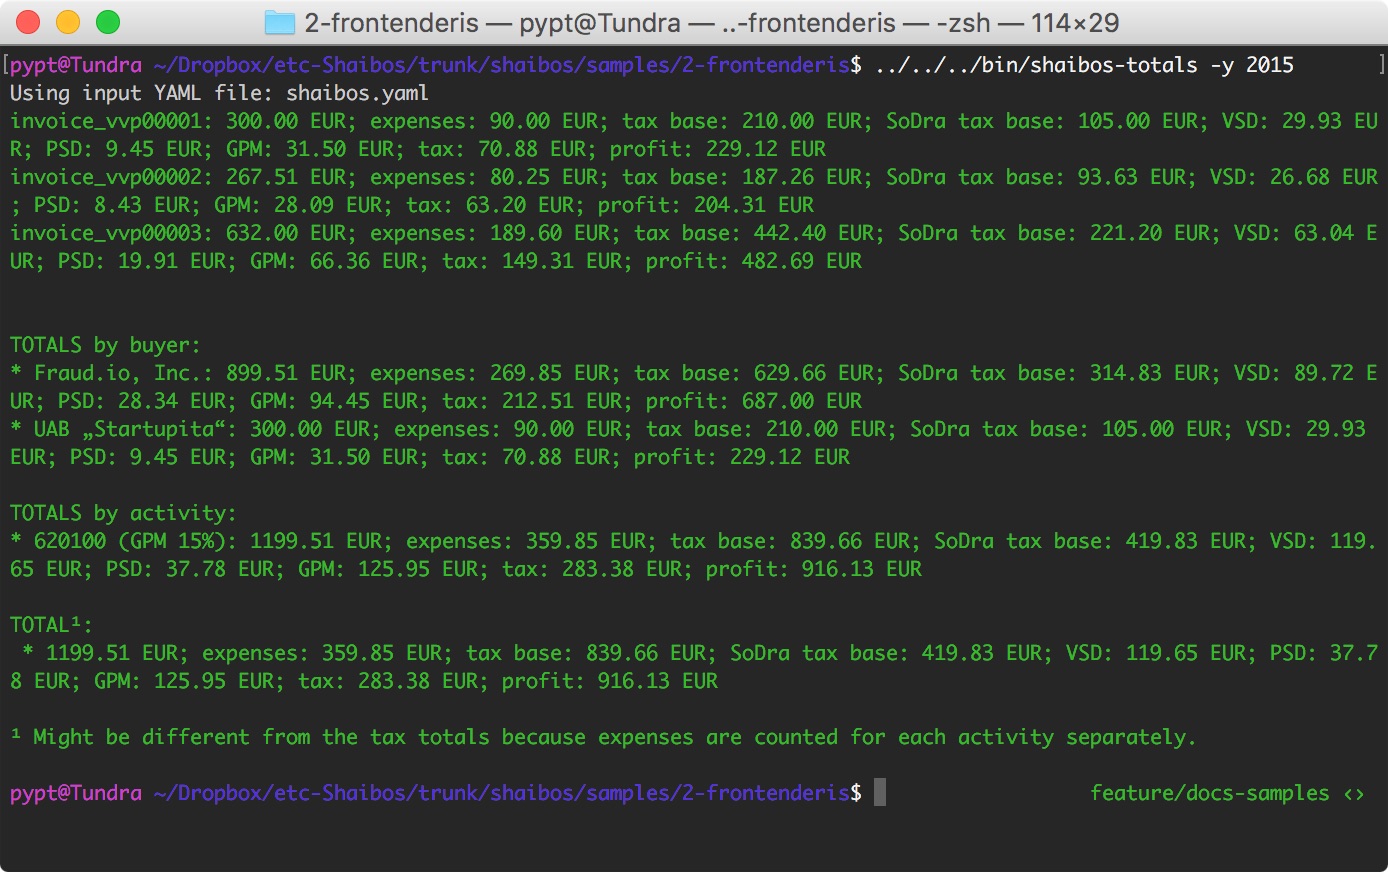 2-frontenderis — pypt@Tundra — ..-frontenderis — -zsh — 114×29
[pypt@Tundra ~/Dropbox/etc-Shaibos/trunk/shaibos/samples/2-frontenderis$ ../../../bin/shaibos-totals -y 2015 ]
Using input YAML file: shaibos.yaml
invoice_vvp00001: 300.00 EUR; expenses: 90.00 EUR; tax base: 210.00 EUR; SoDra tax base: 105.00 EUR; VSD: 29.93 EU
R; PSD: 9.45 EUR; GPM: 31.50 EUR; tax: 70.88 EUR; profit: 229.12 EUR
invoice_vvp00002: 267.51 EUR; expenses: 80.25 EUR; tax base: 187.26 EUR; SoDra tax base: 93.63 EUR; VSD: 26.68 EUR
; PSD: 8.43 EUR; GPM: 28.09 EUR; tax: 63.20 EUR; profit: 204.31 EUR
invoice_vvp00003: 632.00 EUR; expenses: 189.60 EUR; tax base: 442.40 EUR; SoDra tax base: 221.20 EUR; VSD: 63.04 E
UR; PSD: 19.91 EUR; GPM: 66.36 EUR; tax: 149.31 EUR; profit: 482.69 EUR
TOTALS by buyer:
* Fraud.io, Inc.: 899.51 EUR; expenses: 269.85 EUR; tax base: 629.66 EUR; SoDra tax base: 314.83 EUR; VSD: 89.72 E
UR; PSD: 28.34 EUR; GPM: 94.45 EUR; tax: 212.51 EUR; profit: 687.00 EUR
* UAB „Startupita“: 300.00 EUR; expenses: 90.00 EUR; tax base: 210.00 EUR; SoDra tax base: 105.00 EUR; VSD: 29.93
EUR; PSD: 9.45 EUR; GPM: 31.50 EUR; tax: 70.88 EUR; profit: 229.12 EUR
TOTALS by activity:
* 620100 (GPM 15%): 1199.51 EUR; expenses: 359.85 EUR; tax base: 839.66 EUR; SoDra tax base: 419.83 EUR; VSD: 119.
65 EUR; PSD: 37.78 EUR; GPM: 125.95 EUR; tax: 283.38 EUR; profit: 916.13 EUR
TOTAL¹:
* 1199.51 EUR; expenses: 359.85 EUR; tax base: 839.66 EUR; SoDra tax base: 419.83 EUR; VSD: 119.65 EUR; PSD: 37.7
8 EUR; GPM: 125.95 EUR; tax: 283.38 EUR; profit: 916.13 EUR
¹ Might be different from the tax totals because expenses are counted for each activity separately.
pypt@Tundra ~/Dropbox/etc-Shaibos/trunk/shaibos/samples/2-frontenderis$ feature/docs-samples <>